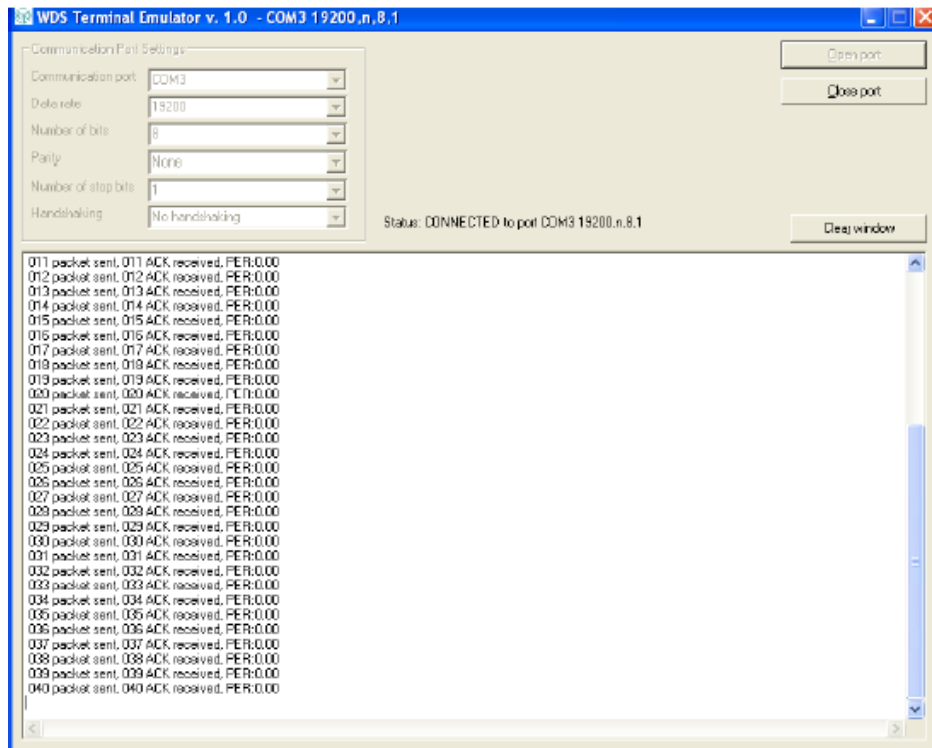 WDS Terminal Emulator v. 1.0 - COM3 19200,n,8,1
Communication Port Settings
Communication port COM3
Data rate 19200
Number of bits 8
Parity None
Number of stop bits 1
Handshaking No handshaking
Open port
Close port
Status: CONNECTED to port COM3 19200,n,8,1
Clear window
011 packet sent, 011 ACK received, PER:0.00
012 packet sent, 012 ACK received, PER:0.00
013 packet sent, 013 ACK received, PER:0.00
014 packet sent, 014 ACK received, PER:0.00
015 packet sent, 015 ACK received, PER:0.00
016 packet sent, 016 ACK received, PER:0.00
017 packet sent, 017 ACK received, PER:0.00
018 packet sent, 018 ACK received, PER:0.00
019 packet sent, 019 ACK received, PER:0.00
020 packet sent, 020 ACK received, PER:0.00
021 packet sent, 021 ACK received, PER:0.00
022 packet sent, 022 ACK received, PER:0.00
023 packet sent, 023 ACK received, PER:0.00
024 packet sent, 024 ACK received, PER:0.00
025 packet sent, 025 ACK received, PER:0.00
026 packet sent, 026 ACK received, PER:0.00
027 packet sent, 027 ACK received, PER:0.00
028 packet sent, 028 ACK received, PER:0.00
029 packet sent, 029 ACK received, PER:0.00
030 packet sent, 030 ACK received, PER:0.00
031 packet sent, 031 ACK received, PER:0.00
032 packet sent, 032 ACK received, PER:0.00
033 packet sent, 033 ACK received, PER:0.00
034 packet sent, 034 ACK received, PER:0.00
035 packet sent, 035 ACK received, PER:0.00
036 packet sent, 036 ACK received, PER:0.00
037 packet sent, 037 ACK received, PER:0.00
038 packet sent, 038 ACK received, PER:0.00
039 packet sent, 039 ACK received, PER:0.00
040 packet sent, 040 ACK received, PER:0.00